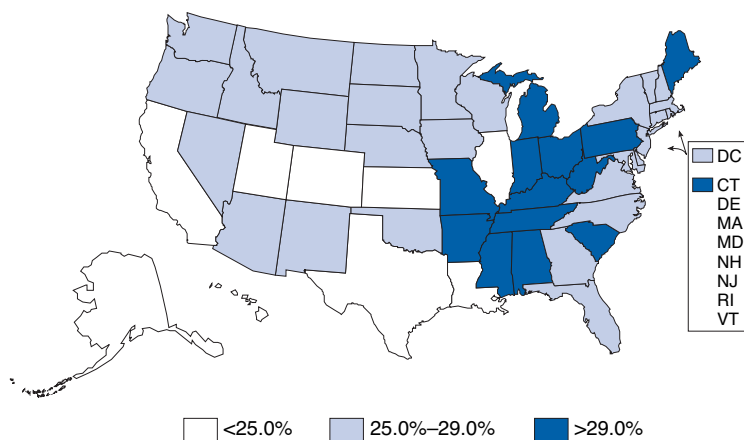 DC
CT
DE
MA
MD
NH
NJ
RI
VT
<25.0% 25.0%–29.0% >29.0%